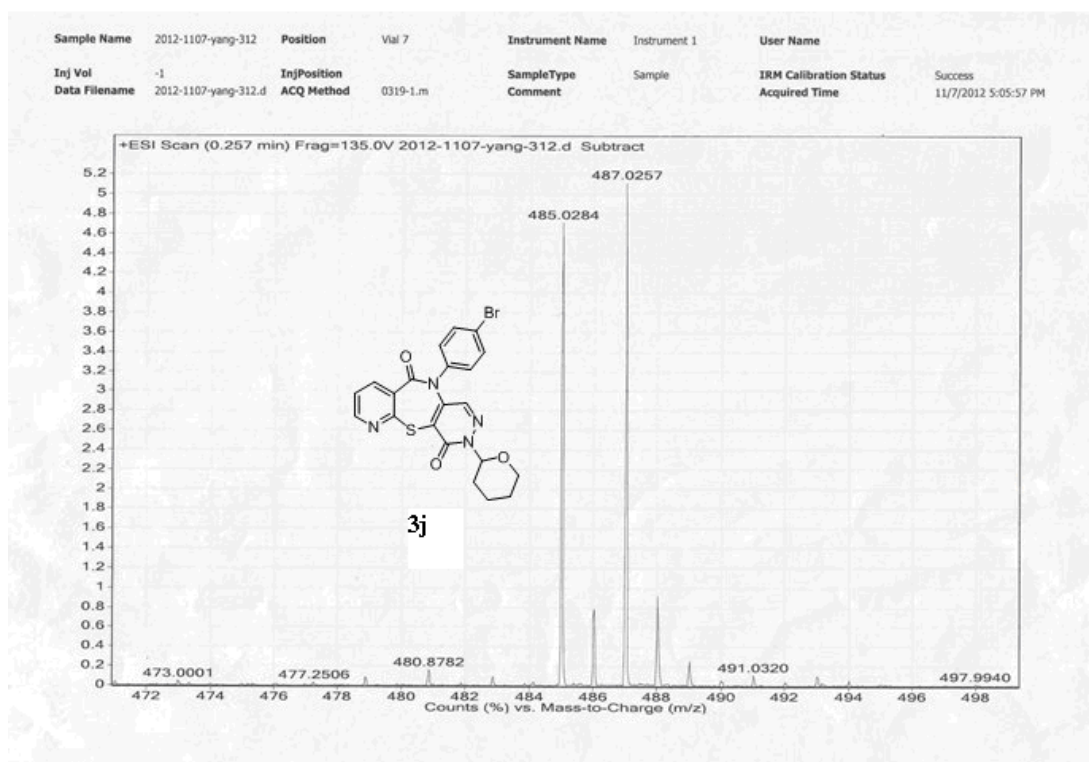 Sample Name 2012-1107-yang-312 Position Vial 7 Instrument Name Instrument 1 User Name
Inj Vol -1 InjPosition SampleType Sample IRM Calibration Status Success
Data Filename 2012-1107-yang-312.d ACQ Method 0319-1.m Comment Acquired Time 11/7/2012 5:05:57 PM
+ESI Scan (0.257 min) Frag=135.0V 2012-1107-yang-312.d Subtract
5.2
487.0257
5
4.8
485.0284
4.6
4.4
4.2
4
3.8
Br
3.6
3.4
O
3.2
3
N
2.8
N
2.6
N
S
N
2.4
O
O
2.2
2
1.8
1.6
3j
1.4
1.2
1
0.8
0.6
0.4
0.2
473.0001 477.2506 480.8782 491.0320 497.9940
0
472 474 476 478 480 482 484 486 488 490 492 494 496 498
Counts (%) vs. Mass-to-Charge (m/z)